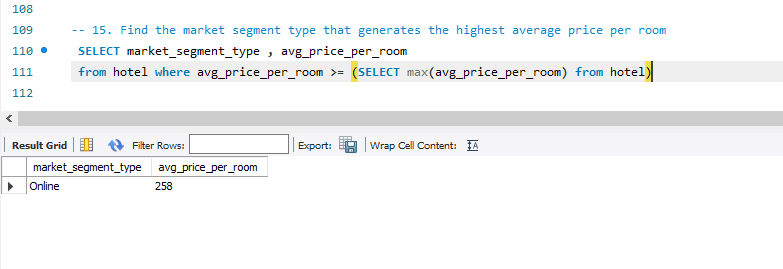 108
109 -- 15. Find the market segment type that generates the highest average price per room
110 SELECT market_segment_type , avg_price_per_room
111 from hotel where avg_price_per_room >= (SELECT max(avg_price_per_room) from hotel)
112
Result Grid Filter Rows: Export: Wrap Cell Content: IA
market_segment_type avg_price_per_room
Online 258